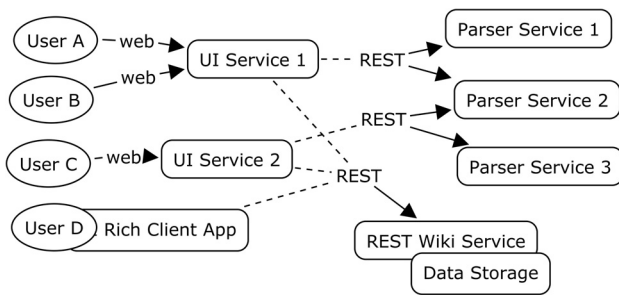 User A
web
UI Service 1
REST
Parser Service 1
User B
web
Parser Service 2
User C
web
UI Service 2
REST
Parser Service 3
REST
User D
Rich Client App
REST Wiki Service
Data Storage